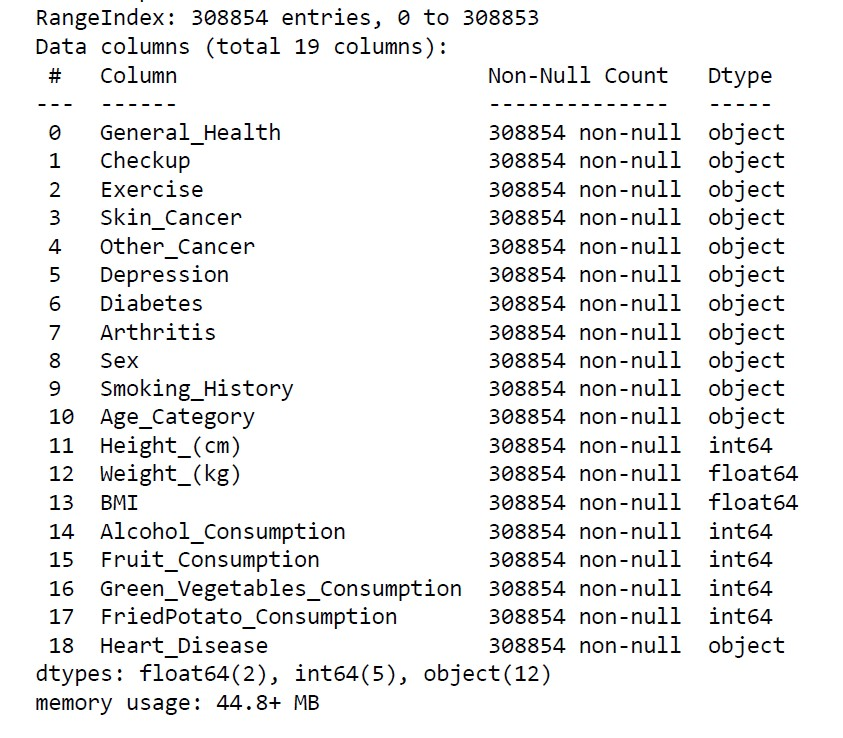 RangeIndex: 308854 entries, 0 to 308853
Data columns (total 19 columns):
 #   Column                        Non-Null Count   Dtype
---  ------                        --------------   -----
 0   General_Health                308854 non-null  object
 1   Checkup                       308854 non-null  object
 2   Exercise                      308854 non-null  object
 3   Skin_Cancer                   308854 non-null  object
 4   Other_Cancer                  308854 non-null  object
 5   Depression                    308854 non-null  object
 6   Diabetes                      308854 non-null  object
 7   Arthritis                     308854 non-null  object
 8   Sex                           308854 non-null  object
 9   Smoking_History               308854 non-null  object
 10  Age_Category                  308854 non-null  object
 11  Height_(cm)                   308854 non-null  int64
 12  Weight_(kg)                   308854 non-null  float64
 13  BMI                           308854 non-null  float64
 14  Alcohol_Consumption           308854 non-null  int64
 15  Fruit_Consumption             308854 non-null  int64
 16  Green_Vegetables_Consumption  308854 non-null  int64
 17  FriedPotato_Consumption       308854 non-null  int64
 18  Heart_Disease                 308854 non-null  object
dtypes: float64(2), int64(5), object(12)
memory usage: 44.8+ MB